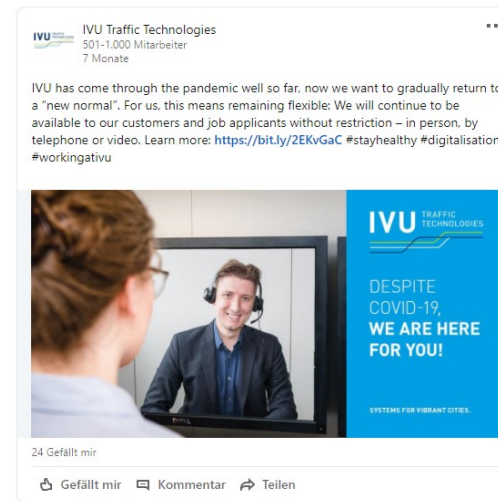 IVU Traffic Technologies
501-1.000 Mitarbeiter
7 Monate
IVU has come through the pandemic well so far, now we want to gradually return to
a "new normal". For us, this means remaining flexible: We will continue to be
available to our customers and job applicants without restriction – in person, by
telephone or video. Learn more: https://bit.ly/2EKvGaC #stayhealthy #digitalisation
#workingativu
IVU TRAFFIC
TECHNOLOGIES
DESPITE
COVID-19,
WE ARE HERE
FOR YOU!
SYSTEMS FOR VIBRANT CITIES.
DELL
24 Gefällt mir
Gefällt mir Kommentar Teilen